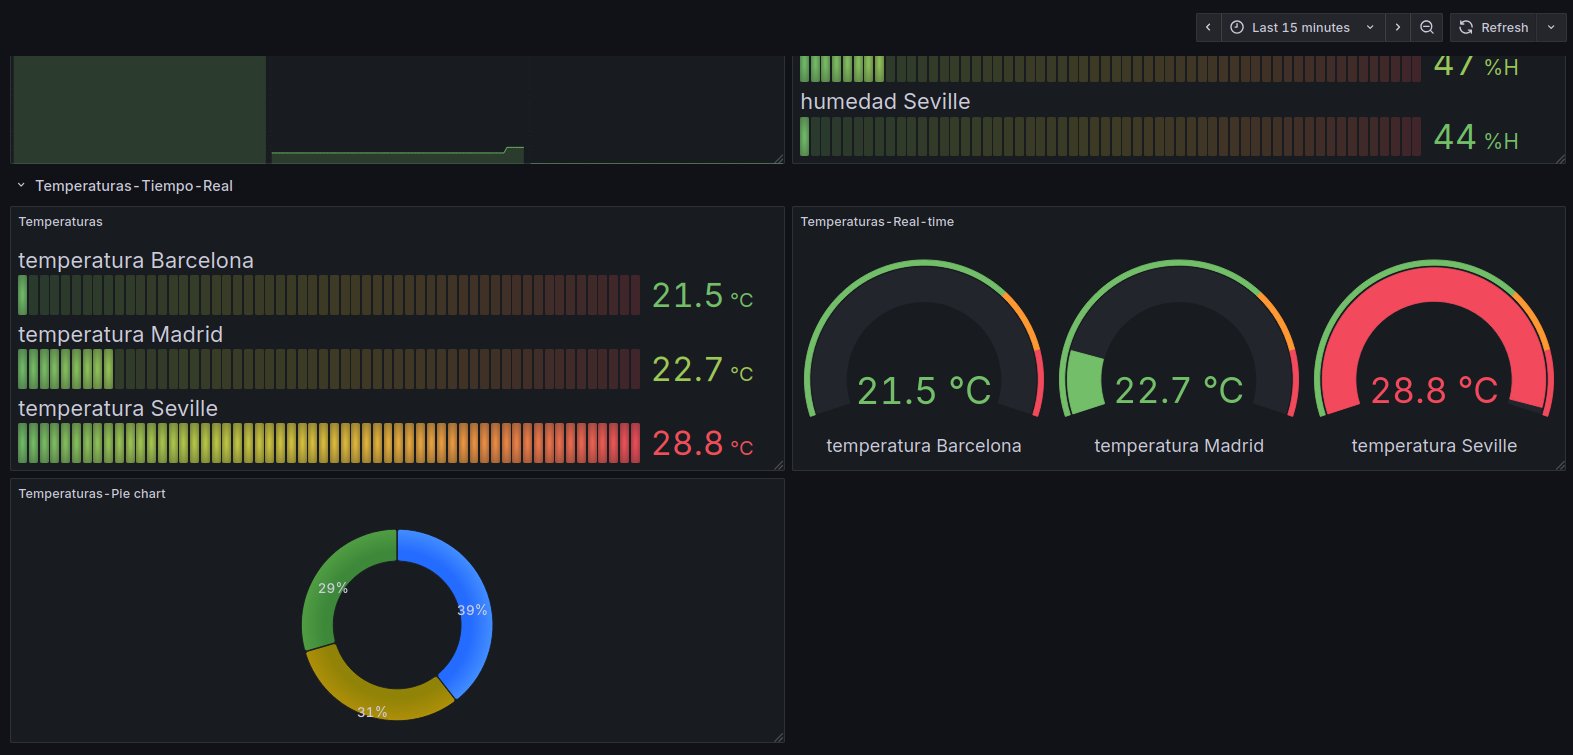 Last 15 minutes
Refresh
47 %H
humedad Seville
44 %H
Temperaturas-Tiempo-Real
Temperaturas
temperatura Barcelona
21.5 °C
temperatura Madrid
22.7 °C
temperatura Seville
28.8 °C
Temperaturas-Real-time
21.5 °C
22.7 °C
28.8 °C
temperatura Barcelona
temperatura Madrid
temperatura Seville
Temperaturas-Pie chart
29%
39%
31%